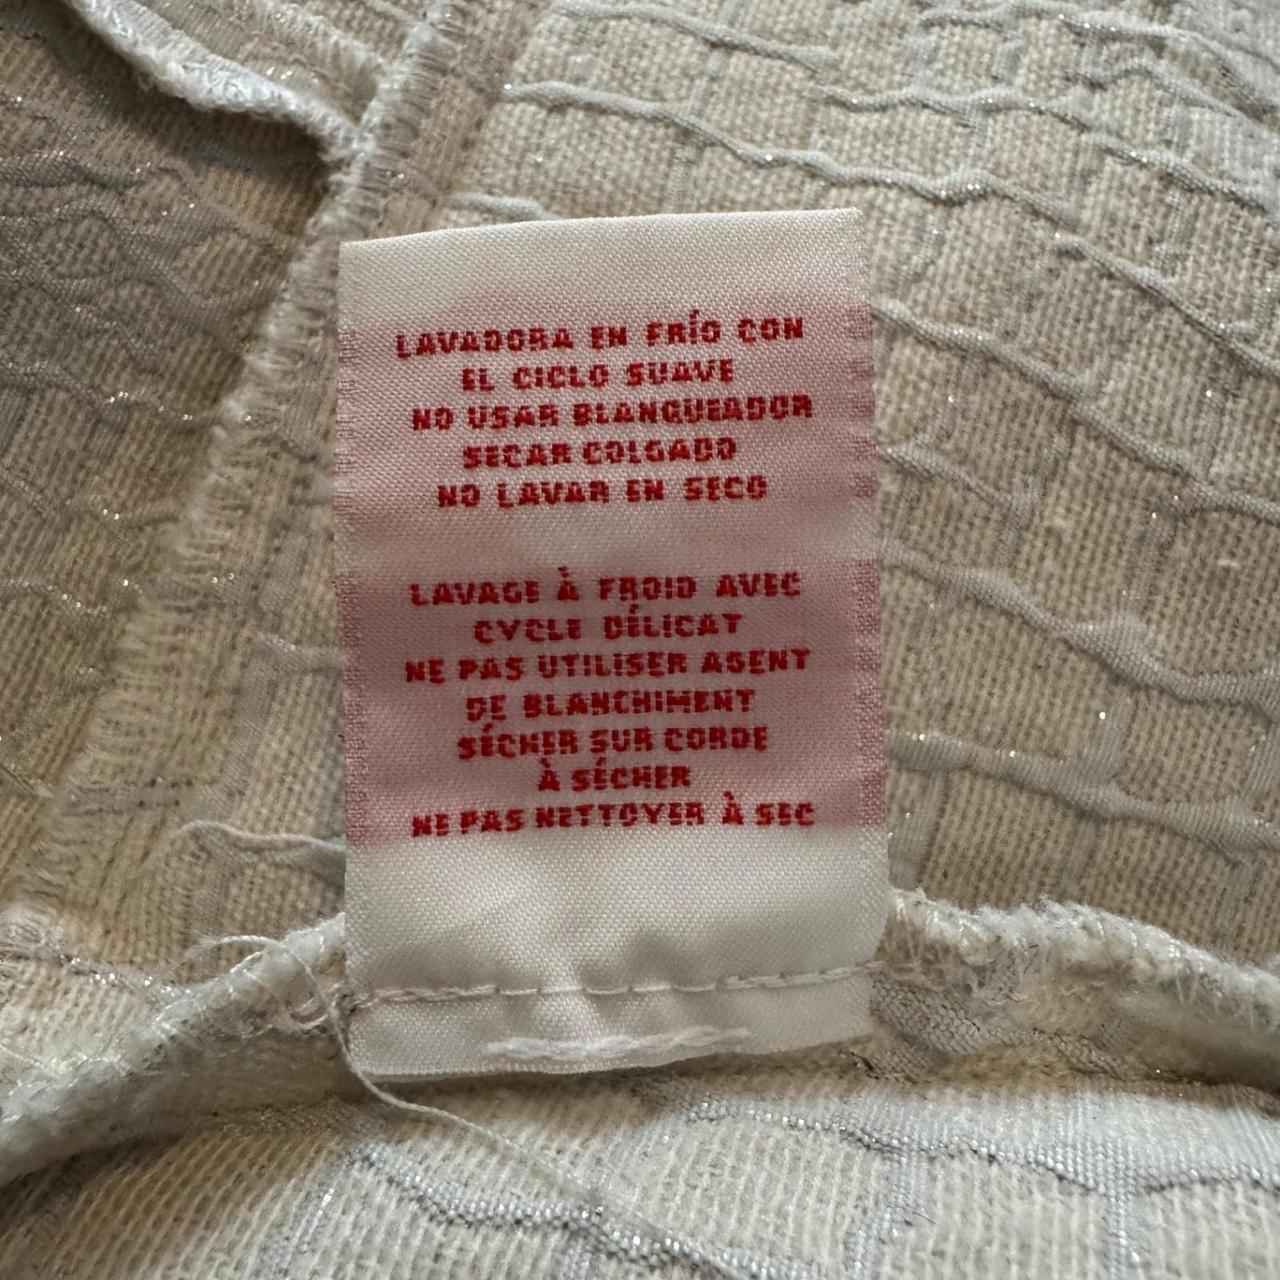 LAVADORA EN FRÍO CON
EL CICLO SUAVE
NO USAR BLANQUEADOR
SECAR COLGADO
NO LAVAR EN SECO
LAVAGE À FROID AVEC
CYCLE DÉLICAT
NE PAS UTILISER AGENT
DE BLANCHIMENT
SÉCHER SUR CORDE
À SÉCHER
NE PAS NETTOYER À SEC